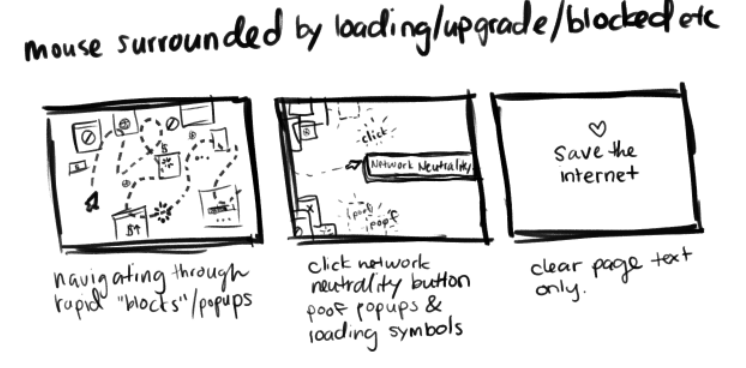 mouse surrounded by loading/upgrade/blocked etc
click
Network Neutrality
poof
poof
save the
internet
navigating through
rapid "blocks"/popups
click network
neutrality button
poof popups &
loading symbols
clear page text
only.